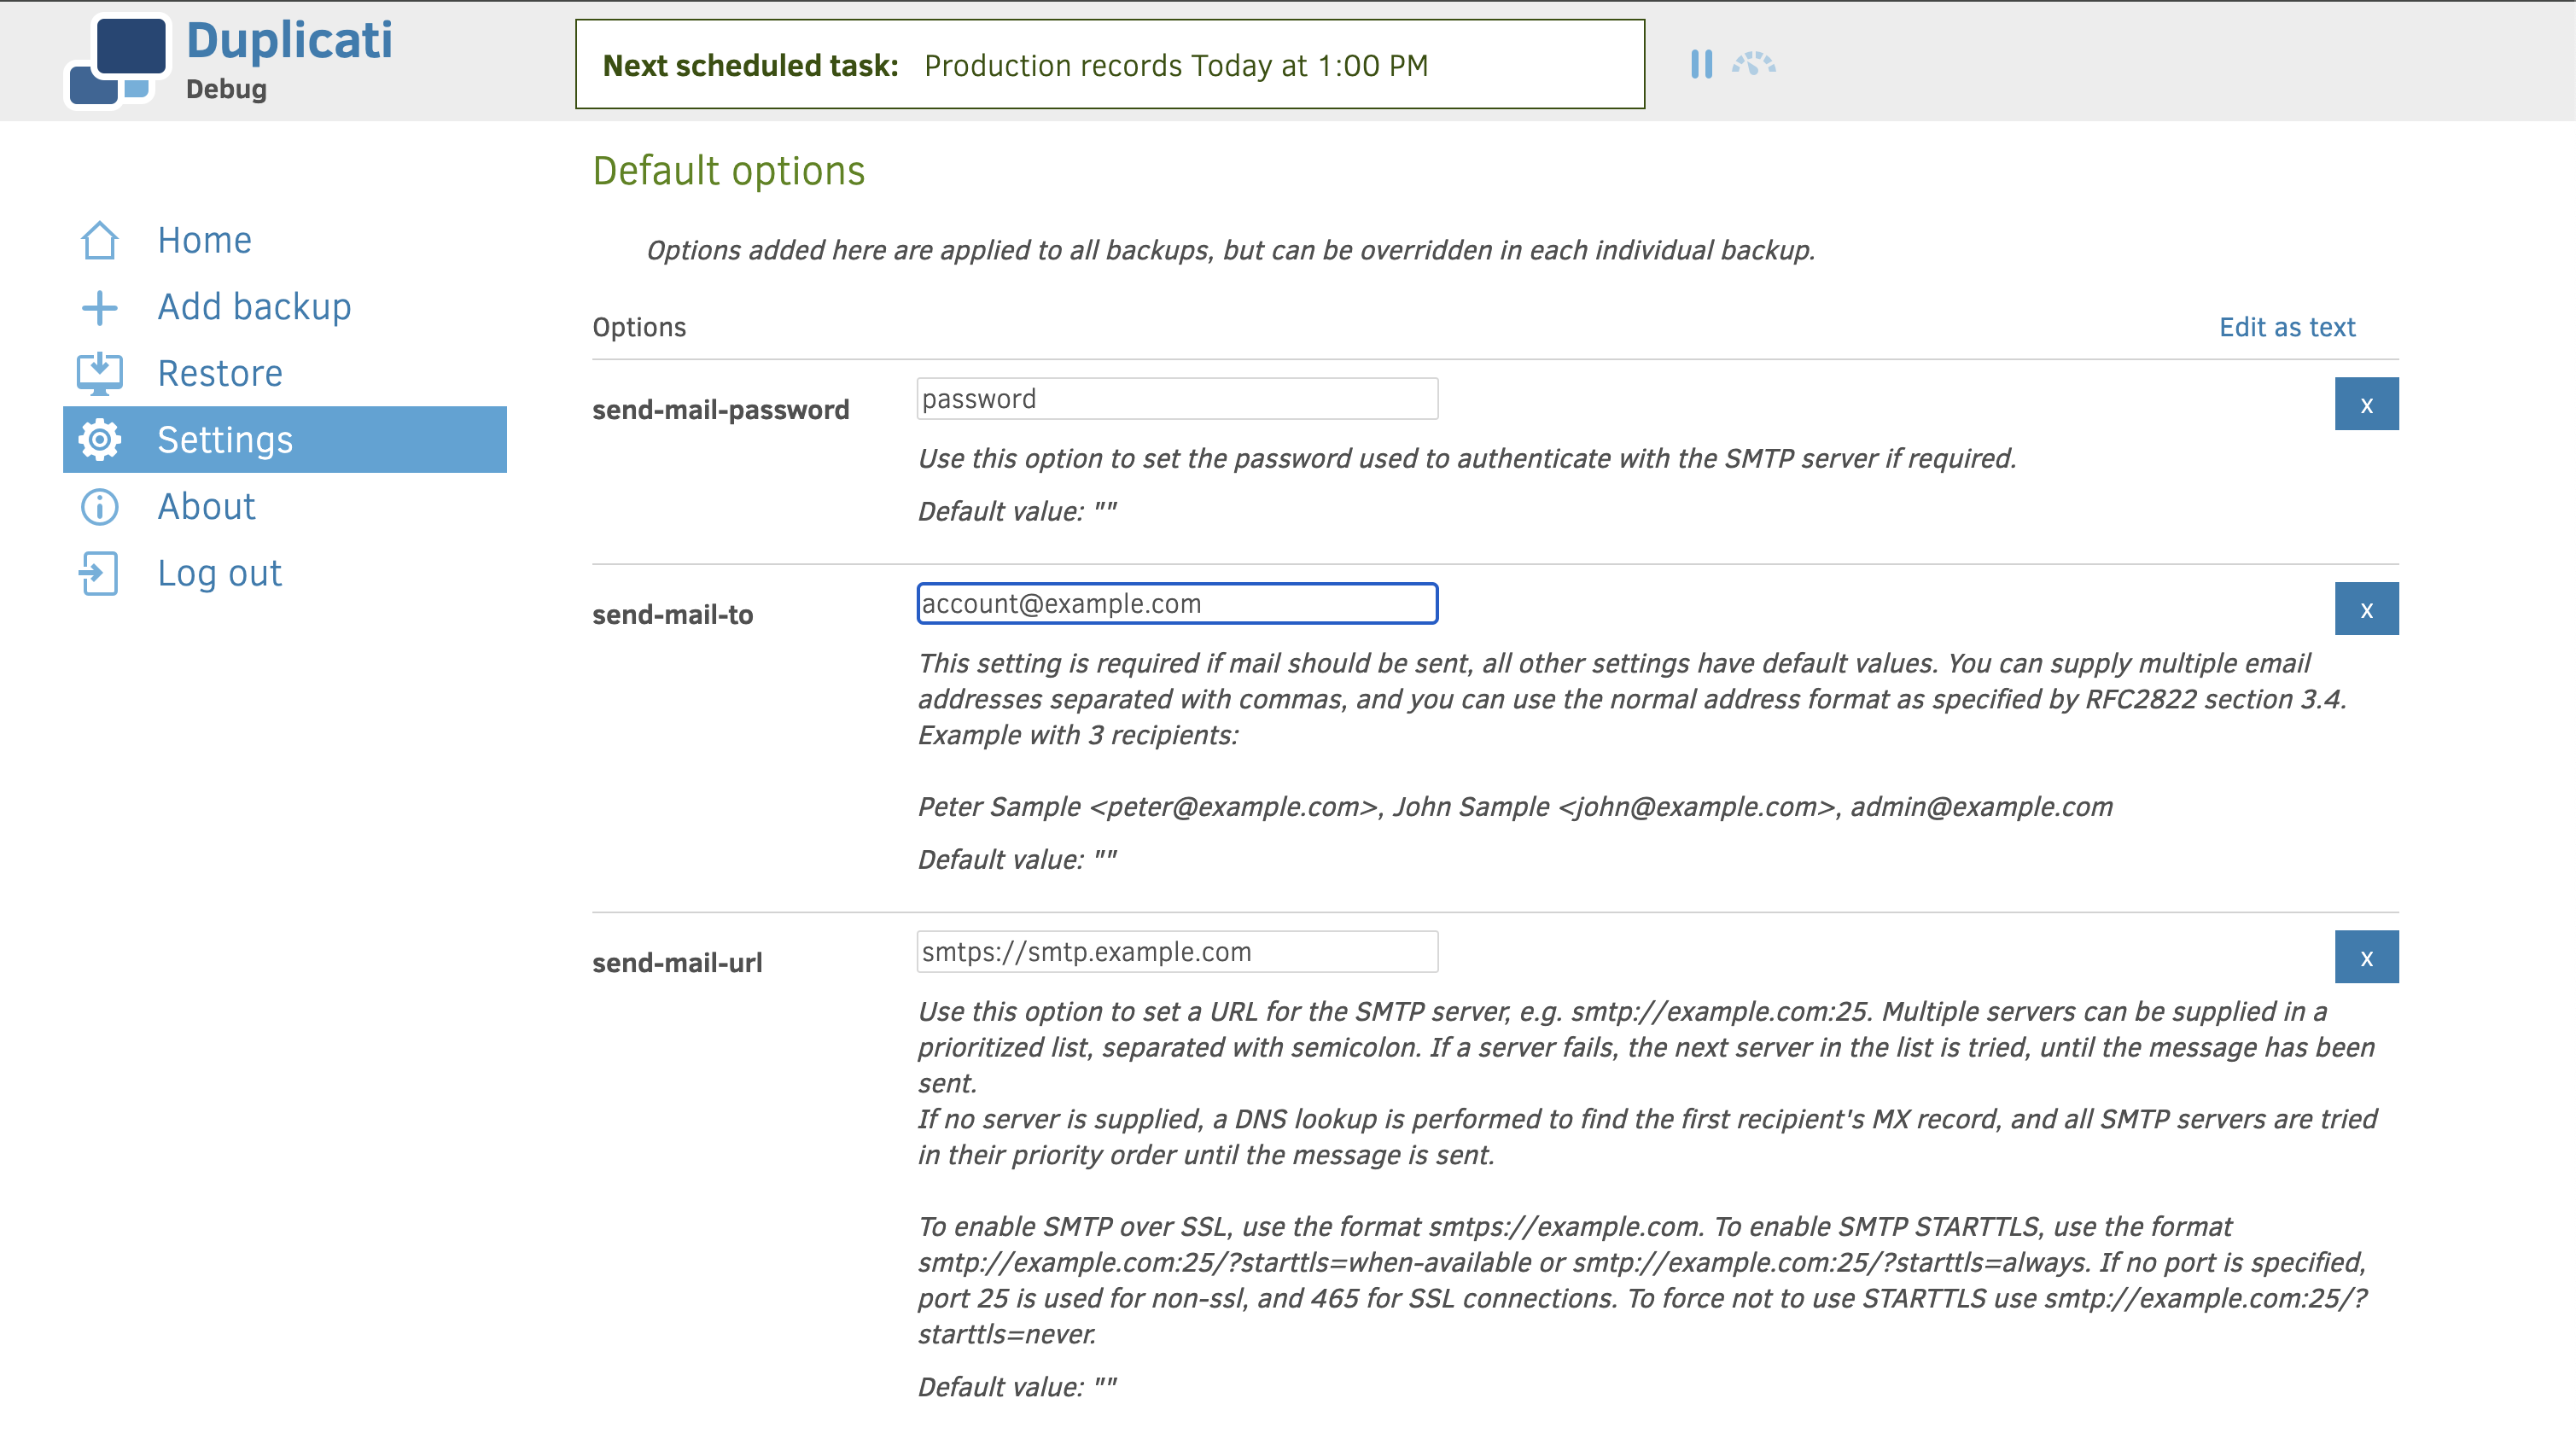 Duplicati
Debug
Next scheduled task: Production records Today at 1:00 PM
Home
Add backup
Restore
Settings
About
Log out
Default options
Options added here are applied to all backups, but can be overridden in each individual backup.
Options
Edit as text
send-mail-password
password
x
Use this option to set the password used to authenticate with the SMTP server if required.
Default value: ""
send-mail-to
account@example.com
x
This setting is required if mail should be sent, all other settings have default values. You can supply multiple email
addresses separated with commas, and you can use the normal address format as specified by RFC2822 section 3.4.
Example with 3 recipients:
Peter Sample <peter@example.com>, John Sample <john@example.com>, admin@example.com
Default value: ""
send-mail-url
smtps://smtp.example.com
x
Use this option to set a URL for the SMTP server, e.g. smtp://example.com:25. Multiple servers can be supplied in a
prioritized list, separated with semicolon. If a server fails, the next server in the list is tried, until the message has been
sent.
If no server is supplied, a DNS lookup is performed to find the first recipient's MX record, and all SMTP servers are tried
in their priority order until the message is sent.
To enable SMTP over SSL, use the format smtps://example.com. To enable SMTP STARTTLS, use the format
smtp://example.com:25/?starttls=when-available or smtp://example.com:25/?starttls=always. If no port is specified,
port 25 is used for non-ssl, and 465 for SSL connections. To force not to use STARTTLS use smtp://example.com:25/?
starttls=never.
Default value: ""